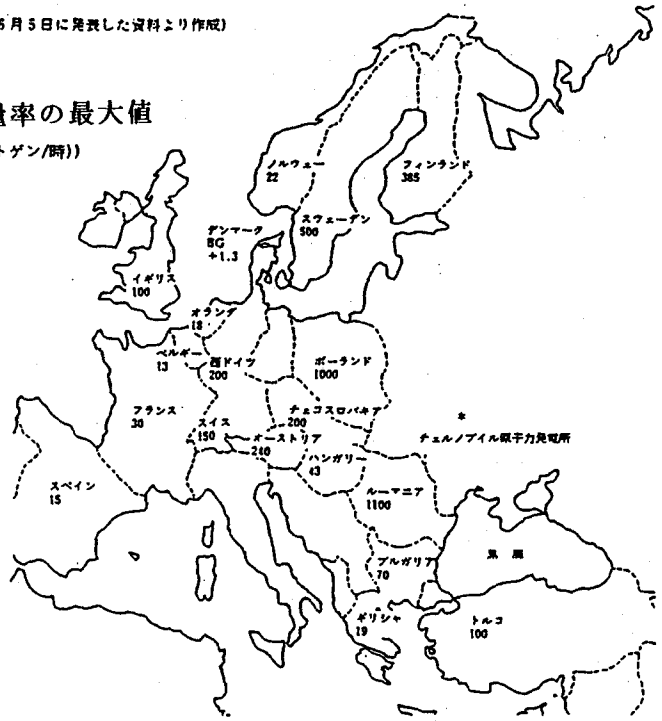 5月5日に発表した資料より作成)
率の最大値
トゲン/時))
ノルウェー
22
フィンランド
385
デンマーク
BG
+1.3
スウェーデン
500
イギリス
100
オランダ
18
ベルギー
13
西ドイツ
200
ポーランド
1000
フランス
30
スイス
150
チェコスロバキア
200
オーストリア
240
*
チェルノブイル原子力発電所
ハンガリー
43
スペイン
15
ルーマニア
1100
ブルガリア
70
黒海
ギリシャ
19
トルコ
100